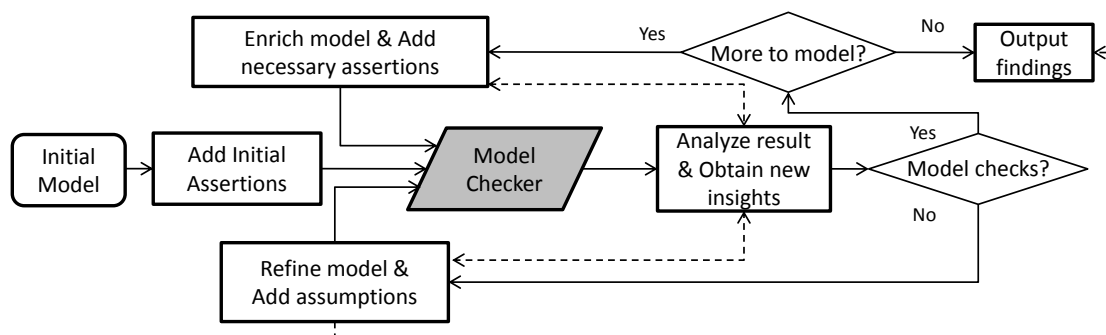 Enrich model & Add
necessary assertions
Yes
More to model?
No
Output
findings
Initial
Model
Add Initial
Assertions
Model
Checker
Analyze result
& Obtain new
insights
Yes
Model checks?
No
Refine model &
Add assumptions